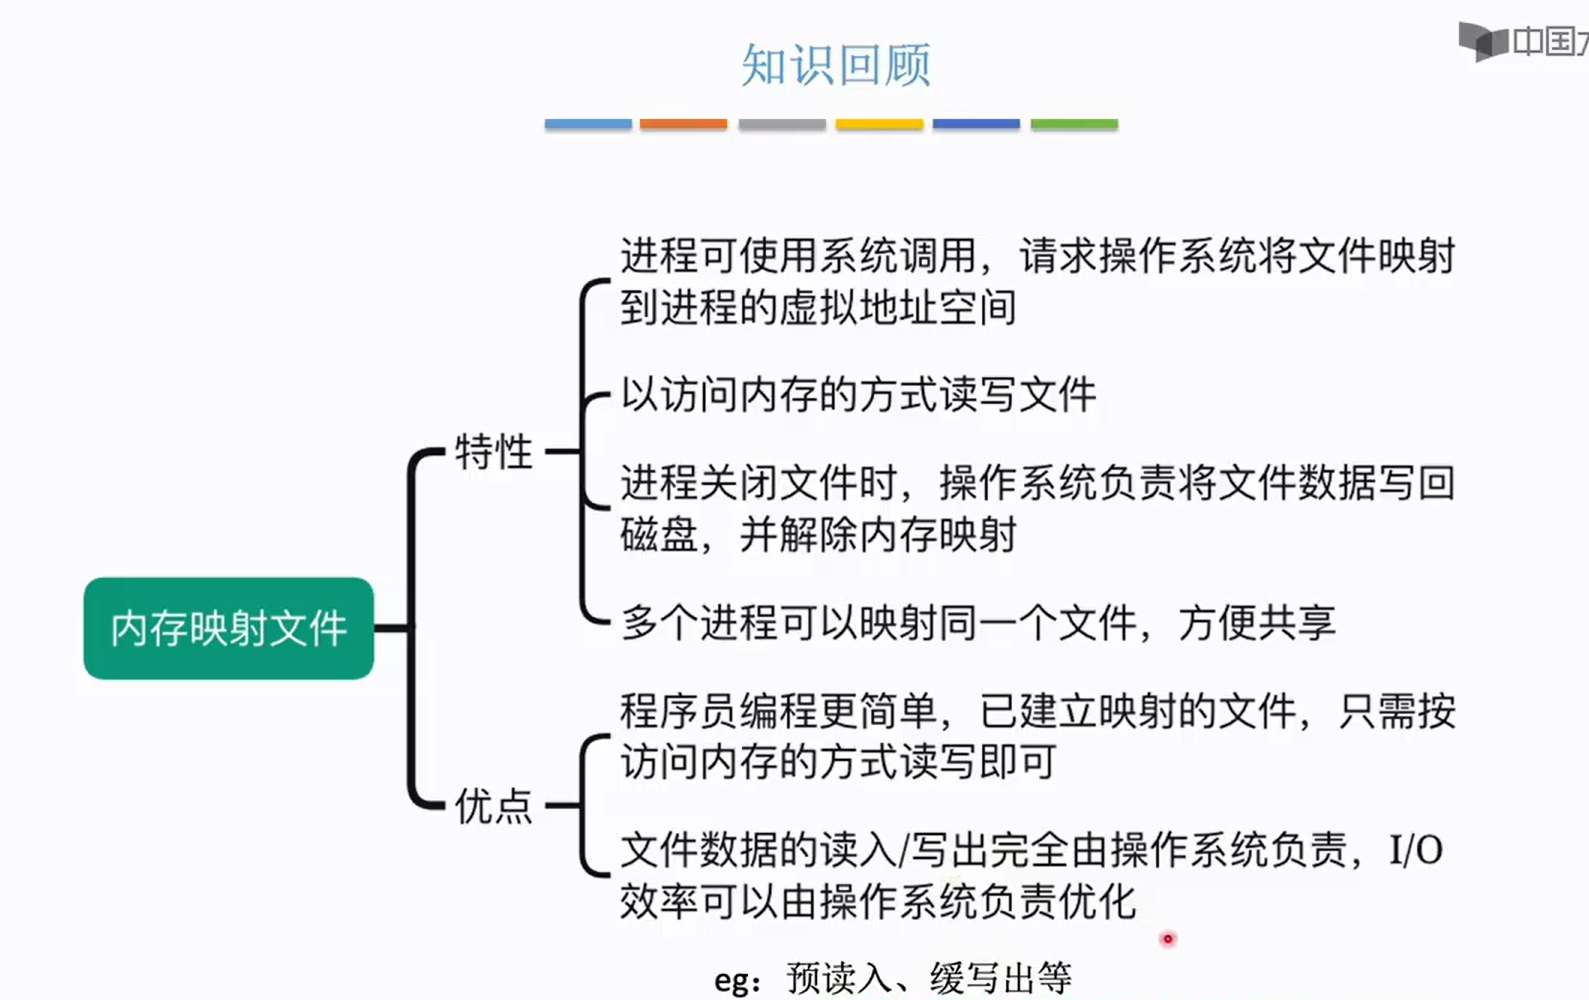 中国
知识回顾
进程可使用系统调用，请求操作系统将文件映射
到进程的虚拟地址空间
以访问内存的方式读写文件
特性
进程关闭文件时，操作系统负责将文件数据写回
磁盘，并解除内存映射
内存映射文件
多个进程可以映射同一个文件，方便共享
程序员编程更简单，已建立映射的文件，只需按
访问内存的方式读写即可
优点
文件数据的读入/写出完全由操作系统负责，I/O
效率可以由操作系统负责优化
eg：预读入、缓写出等